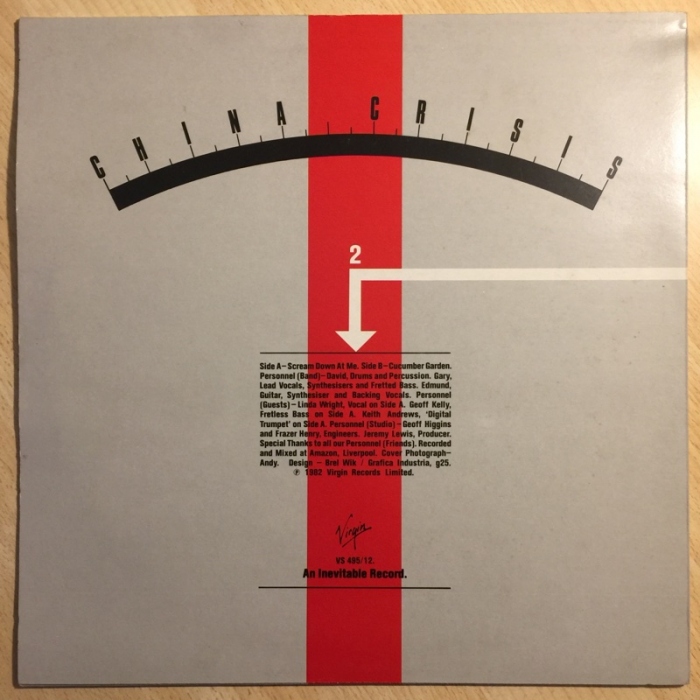 CHINA CRISIS
2
Side A – Scream Down At Me. Side B – Cucumber Garden.
Personnel (Band) – David, Drums and Percussion. Gary,
Lead Vocals, Synthesisers and Fretted Bass. Edmund,
Guitar, Synthesiser and Backing Vocals. Personnel
(Guests) – Linda Wright, Vocal on Side A. Geoff Kelly,
Fretless Bass on Side A. Keith Andrews, 'Digital
Trumpet' on Side A. Personnel (Studio) – Geoff Higgins
and Frazer Henry, Engineers. Jeremy Lewis, Producer.
Special Thanks to all our Personnel (Friends). Recorded
and Mixed at Amazon, Liverpool. Cover Photograph –
Andy. Design – Brel Wik / Grafica Industria, g25.
℗ 1982 Virgin Records Limited.
Virgin
VS 495/12.
An Inevitable Record.